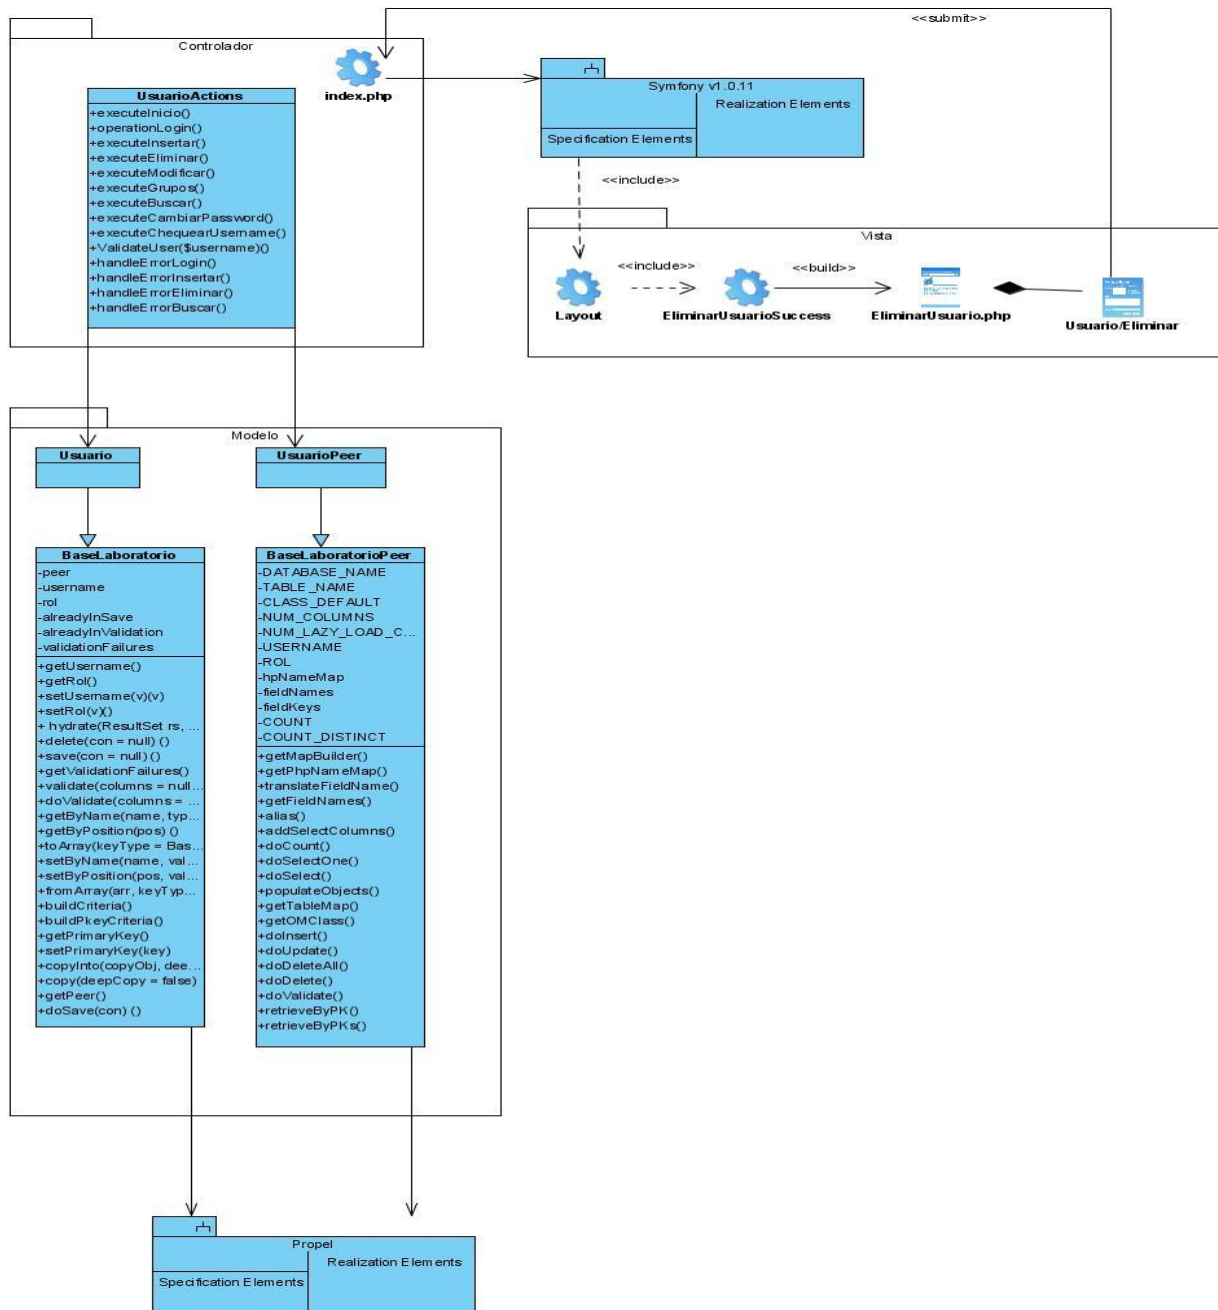 <<submit>>
Controlador
index.php
UsuarioActions
+executeInicio()
+operationLogin()
+executeInsertar()
+executeEliminar()
+executeModificar()
+executeGrupos()
+executeBuscar()
+executeCambiarPassword()
+executeChequearUsername()
+ValidateUser($username)()
+handleErrorLogin()
+handleErrorInsertar()
+handleErrorEliminar()
+handleErrorBuscar()
Symfony v1.0.11
Realization Elements
Specification Elements
<<include>>
Vista
<<include>>
<<build>>
Layout
EliminarUsuarioSuccess
EliminarUsuario.php
Usuario/Eliminar
Modelo
Usuario
UsuarioPeer
BaseLaboratorio
-peer
-username
-rol
-alreadyInSave
-alreadyInValidation
-validationFailures
+getUsername()
+getRol()
+setUsername(v)(v)
+setRol(v)()
+ hydrate(ResultSet rs, ...
+delete(con = null) ()
+save(con = null) ()
+getValidationFailures()
+validate(columns = null...
+doValidate(columns = ...
+getByName(name, typ...
+getByPosition(pos) ()
+toArray(keyType = Bas...
+setByName(name, val...
+setByPosition(pos, val...
+fromArray(arr, keyTyp...
+buildCriteria()
+buildPkeyCriteria()
+getPrimaryKey()
+setPrimaryKey(key)
+copyInto(copyObj, dee...
+copy(deepCopy = false)
+getPeer()
+doSave(con) ()
BaseLaboratorioPeer
-DATABASE_NAME
-TABLE_NAME
-CLASS_DEFAULT
-NUM_COLUMNS
-NUM_LAZY_LOAD_C...
-USERNAME
-ROL
-hpNameMap
-fieldNames
-fieldKeys
-COUNT
-COUNT_DISTINCT
+getMapBuilder()
+getPhpNameMap()
+translateFieldName()
+getFieldNames()
+alias()
+addSelectColumns()
+doCount()
+doSelectOne()
+doSelect()
+populateObjects()
+getTableMap()
+getOMClass()
+doInsert()
+doUpdate()
+doDeleteAll()
+doDelete()
+doValidate()
+retrieveByPK()
+retrieveByPKs()
Propel
Realization Elements
Specification Elements